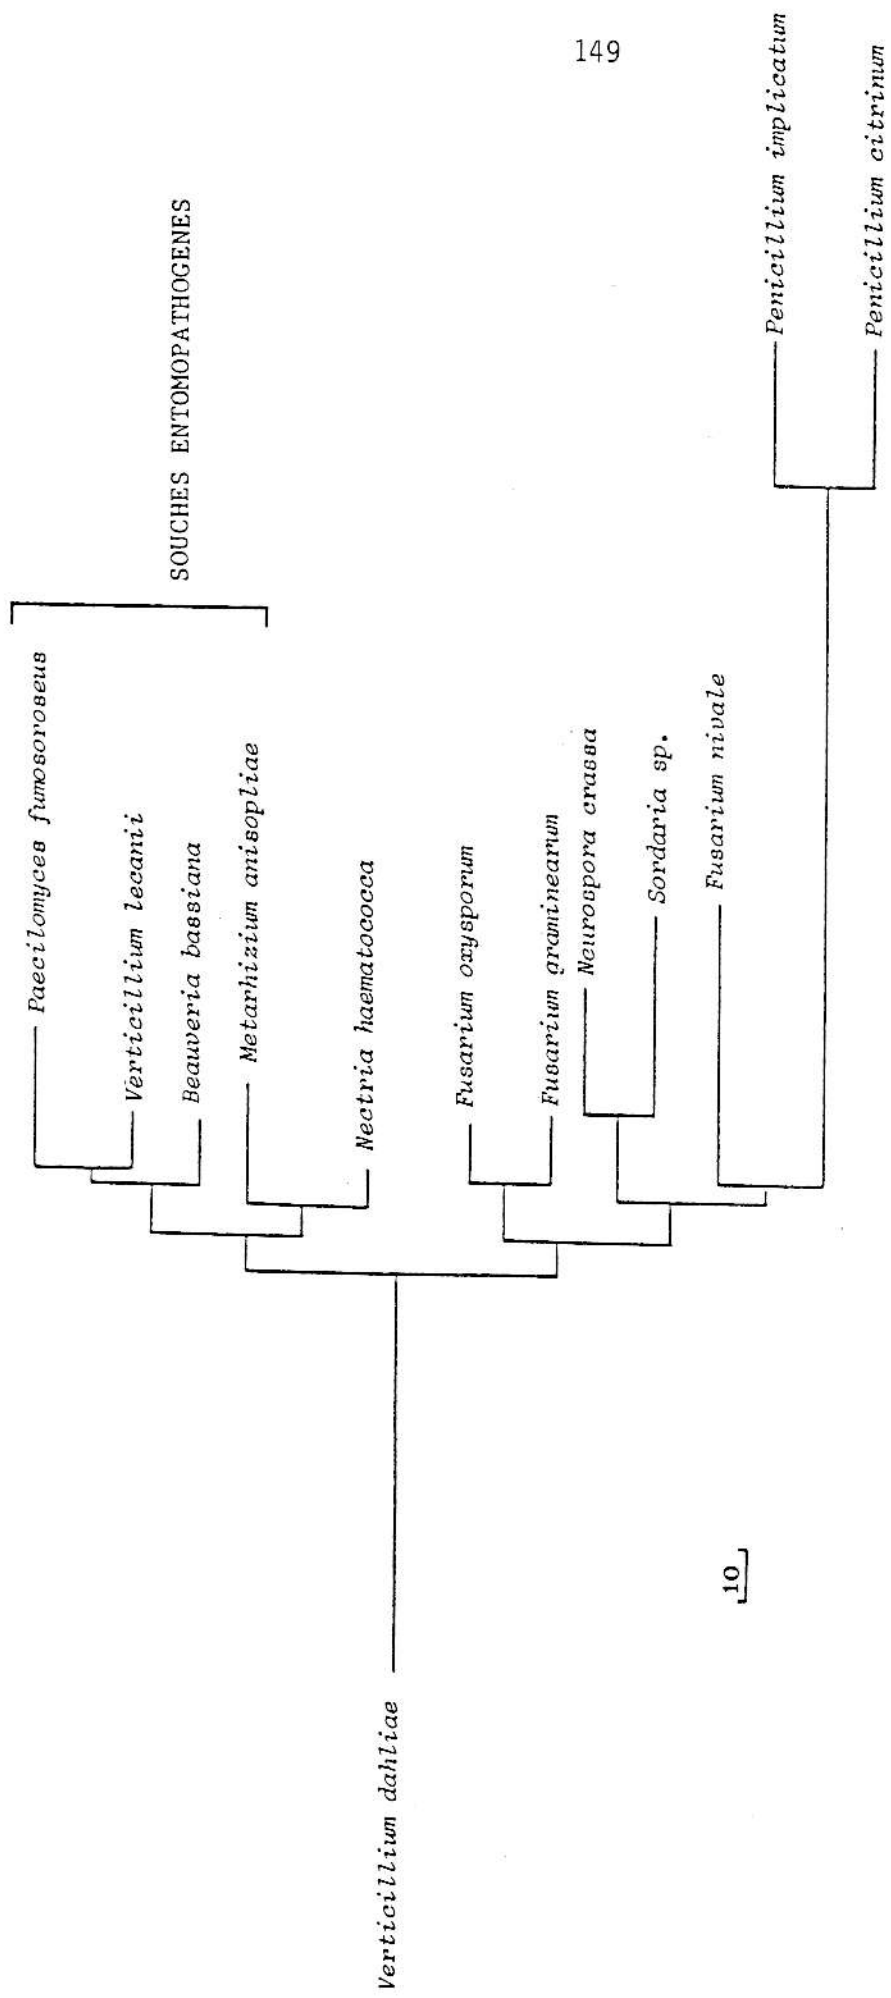 149
SOUCHES ENTOMOPATHOGENES
Paecilomyces fumosoroseus
Verticillium lecanii
Beauveria bassiana
Metarhizium anisopliae
Nectria haematococca
Fusarium oxysporum
Fusarium graminearum
Neurospora crassa
Sordaria sp.
Fusarium nivale
Penicillium implicatum
Penicillium citrinum
Verticillium dahliae
10